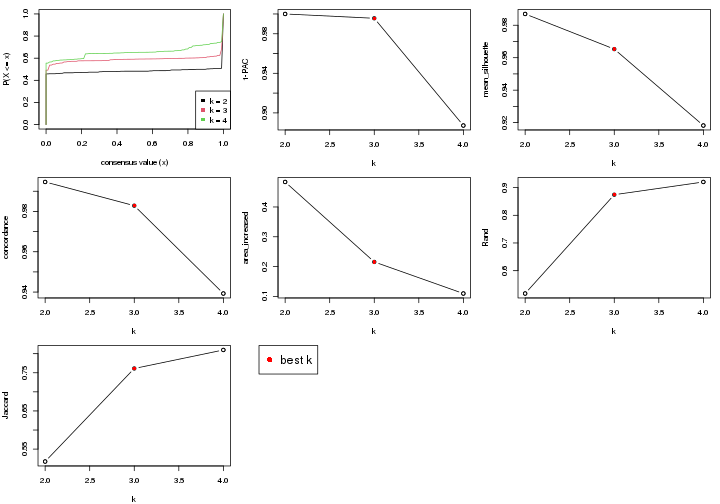 P(X <= x)
0.0 0.2 0.4 0.6 0.8 1.0
k = 2
k = 3
k = 4
0.0 0.2 0.4 0.6 0.8 1.0
consensus value (x)
1-PAC
0.90 0.94 0.98
2.0 2.5 3.0 3.5 4.0
k
mean_silhouette
0.92 0.94 0.96 0.98
2.0 2.5 3.0 3.5 4.0
k
concordance
0.94 0.96 0.98
2.0 2.5 3.0 3.5 4.0
k
area_increased
0.1 0.2 0.3 0.4
2.0 2.5 3.0 3.5 4.0
k
Rand
0.6 0.7 0.8 0.9
2.0 2.5 3.0 3.5 4.0
k
Jaccard
0.55 0.65 0.75
2.0 2.5 3.0 3.5 4.0
k
best k